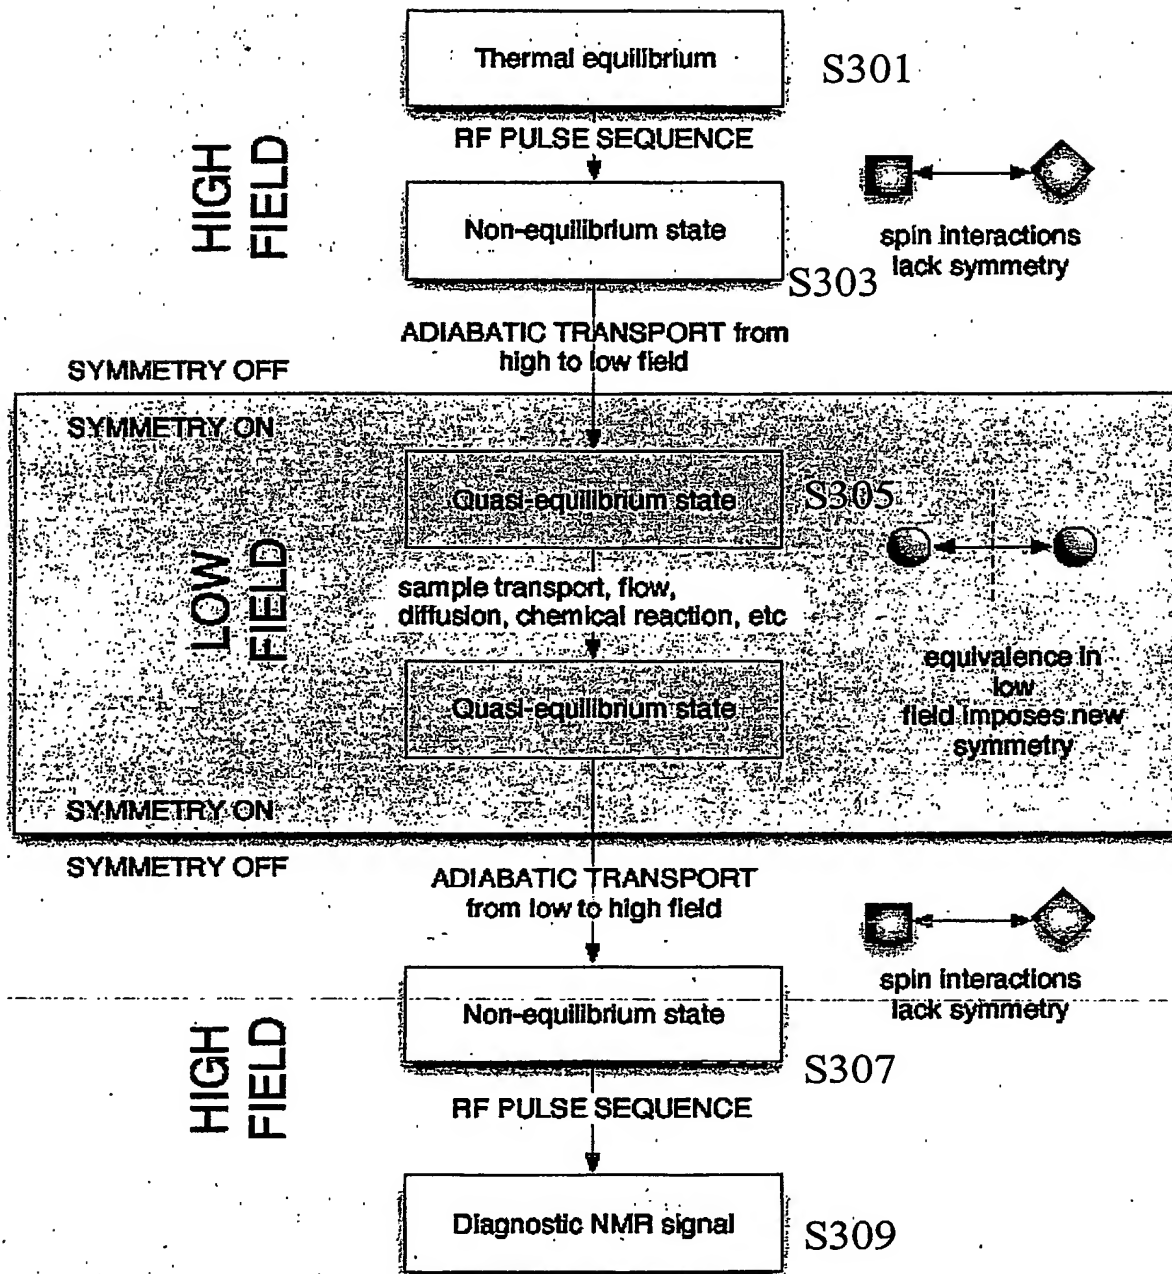 Thermal equilibrium
S301
RF PULSE SEQUENCE
HIGH
FIELD
Non-equilibrium state
S303
spin interactions
lack symmetry
ADIABATIC TRANSPORT from
high to low field
SYMMETRY OFF
SYMMETRY ON
Quasi-equilibrium state
S305
LOW
FIELD
sample transport, flow,
diffusion, chemical reaction, etc
Quasi-equilibrium state
equivalence in
low
field imposes new
symmetry
SYMMETRY ON
SYMMETRY OFF
ADIABATIC TRANSPORT
from low to high field
spin interactions
lack symmetry
HIGH
FIELD
Non-equilibrium state
S307
RF PULSE SEQUENCE
Diagnostic NMR signal
S309